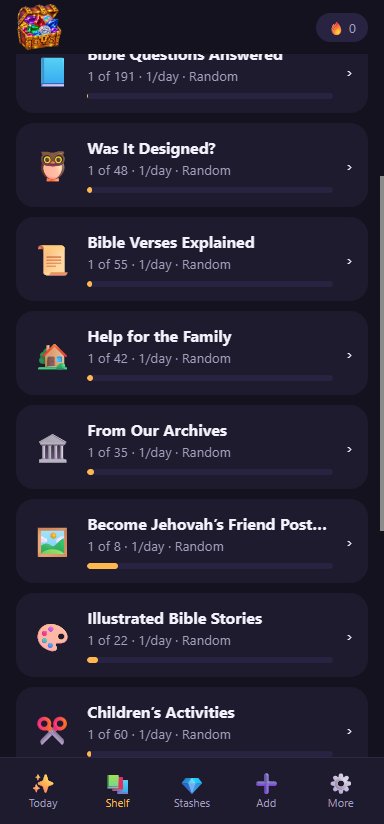 0
Bible Questions Answered
1 of 191 · 1/day · Random
Was It Designed?
1 of 48 · 1/day · Random
Bible Verses Explained
1 of 55 · 1/day · Random
Help for the Family
1 of 42 · 1/day · Random
From Our Archives
1 of 35 · 1/day · Random
Become Jehovah’s Friend Post…
1 of 8 · 1/day · Random
Illustrated Bible Stories
1 of 22 · 1/day · Random
Children’s Activities
1 of 60 · 1/day · Random
Today Shelf Stashes Add More